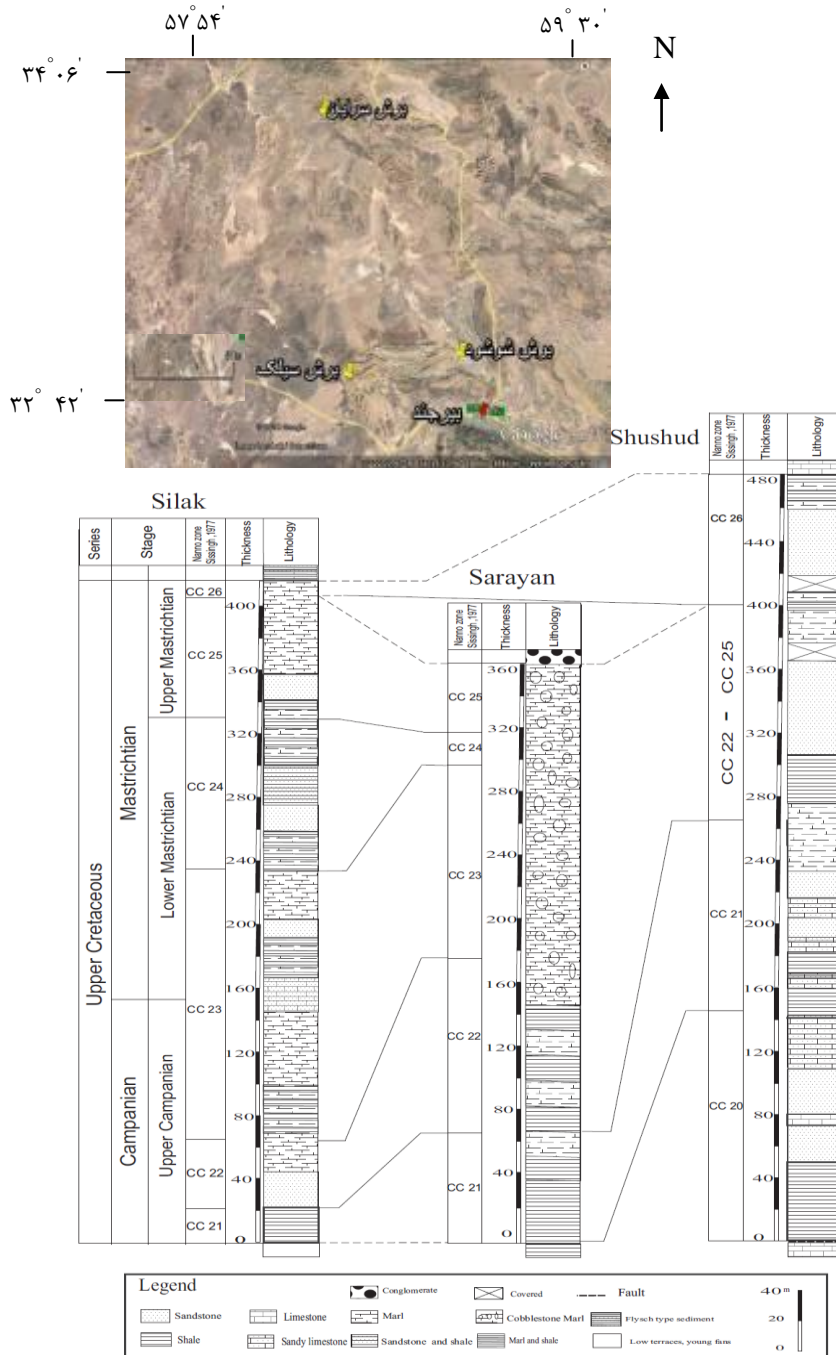 ۵۷° ۵۴'
۵۹° ۳۰'
N
۳۴° ۰۶'
برش سرایان
برش شوشود
برش سیلک
بیرجند
۳۲° ۴۲'
Shushud
Nanno zone Sissingh ,1977
Thickness
Lithology
480
CC 26
440
400
CC 22 - CC 25
360
320
280
240
CC 21
200
160
120
CC 20
80
40
0
Silak
Series
Stage
Nanno zone Sissingh ,1977
Thickness
Lithology
Upper Cretaceous
Mastrichtian
Campanian
Upper Mastrichtian
Lower Mastrichtian
Upper Campanian
CC 26
CC 25
CC 24
CC 23
CC 22
CC 21
400
360
320
280
240
200
160
120
80
40
0
Sarayan
Nanno zone Sissingh ,1977
Thickness
Lithology
CC 25
CC 24
CC 23
CC 22
CC 21
360
320
280
240
200
160
120
80
40
0
Legend
Conglomerate
Covered
Fault
Sandstone
Limestone
Marl
Cobblestone Marl
Flysch type sediment
Shale
Sandy limestone
Sandstone and shale
Marl and shale
Low terraces, young fans
40 m
20
0